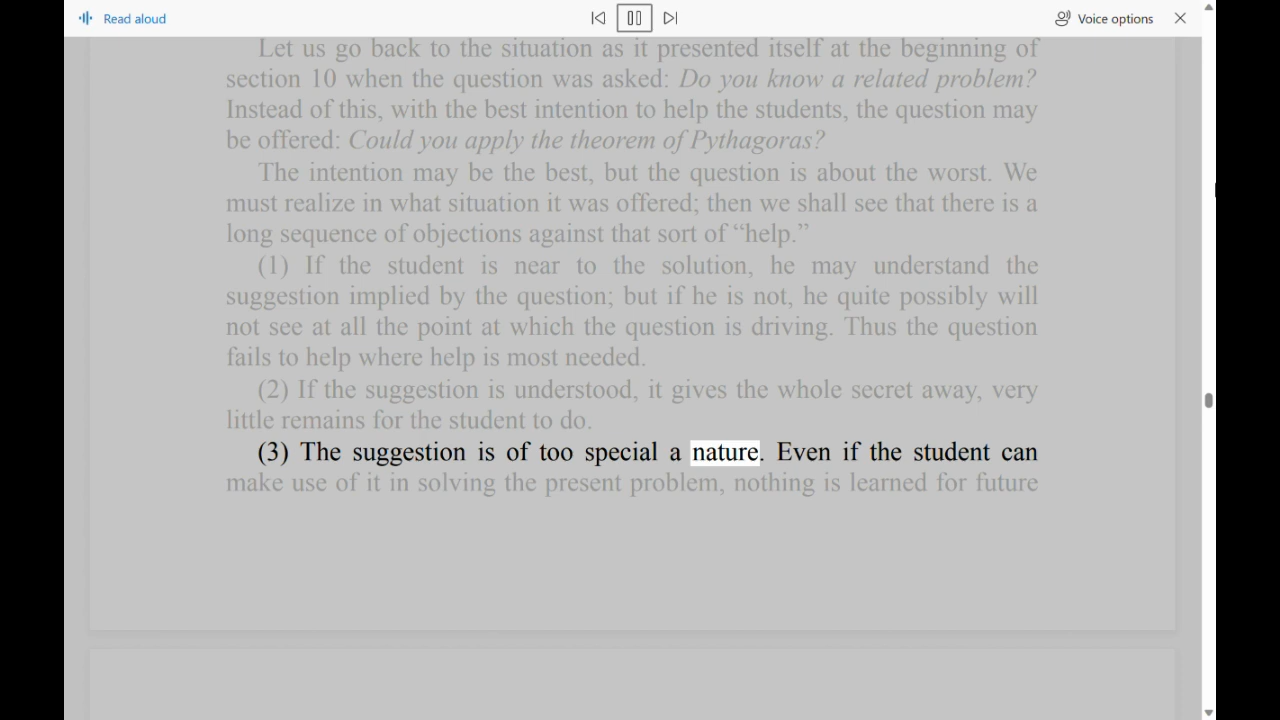 Read aloud
Voice options
Let us go back to the situation as it presented itself at the beginning of
section 10 when the question was asked: Do you know a related problem?
Instead of this, with the best intention to help the students, the question may
be offered: Could you apply the theorem of Pythagoras?
The intention may be the best, but the question is about the worst. We
must realize in what situation it was offered; then we shall see that there is a
long sequence of objections against that sort of “help.”
(1) If the student is near to the solution, he may understand the
suggestion implied by the question; but if he is not, he quite possibly will
not see at all the point at which the question is driving. Thus the question
fails to help where help is most needed.
(2) If the suggestion is understood, it gives the whole secret away, very
little remains for the student to do.
(3) The suggestion is of too special a nature. Even if the student can
make use of it in solving the present problem, nothing is learned for future